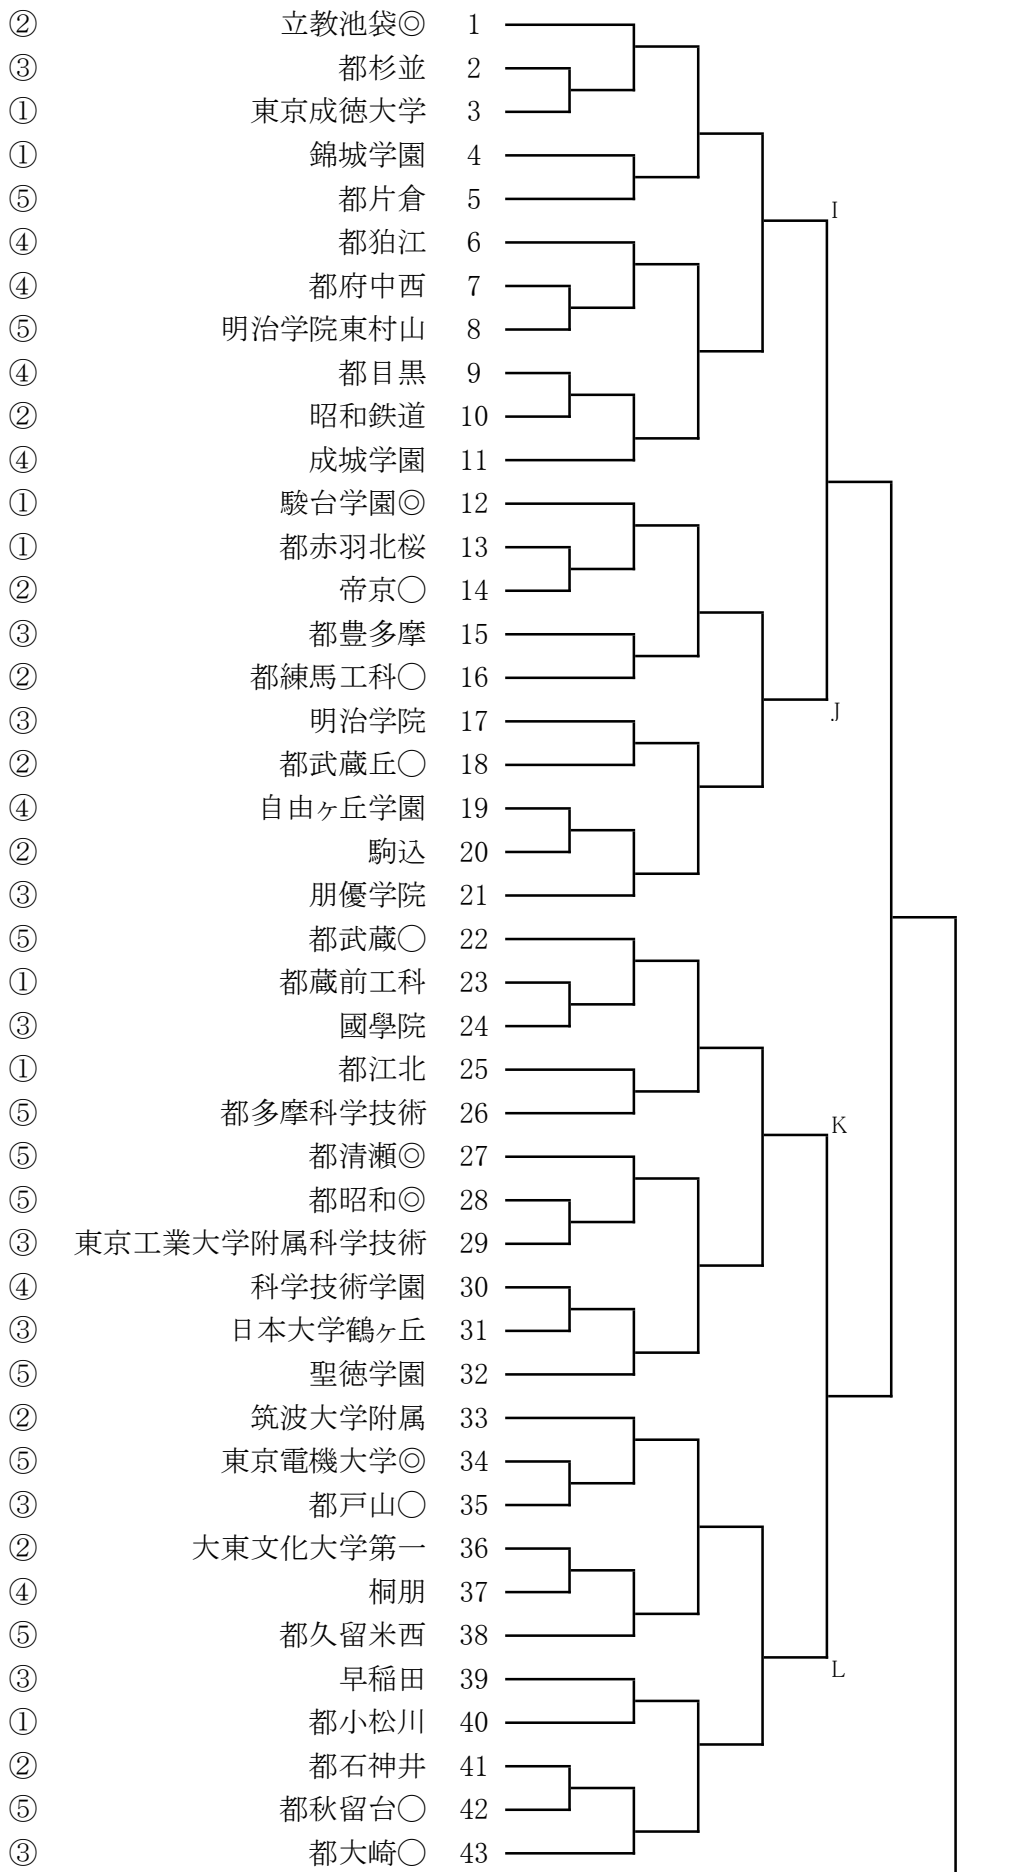 ② 立教池袋◎ 1
③ 都杉並 2
① 東京成徳大学 3
① 錦城学園 4
⑤ 都片倉 5
I
④ 都狛江 6
④ 都府中西 7
⑤ 明治学院東村山 8
④ 都目黒 9
② 昭和鉄道 10
④ 成城学園 11
① 駿台学園◎ 12
① 都赤羽北桜 13
② 帝京○ 14
③ 都豊多摩 15
② 都練馬工科○ 16
J
③ 明治学院 17
② 都武蔵丘○ 18
④ 自由ヶ丘学園 19
② 駒込 20
③ 朋優学院 21
⑤ 都武蔵○ 22
① 都蔵前工科 23
③ 國學院 24
① 都江北 25
⑤ 都多摩科学技術 26
K
⑤ 都清瀬◎ 27
⑤ 都昭和◎ 28
③ 東京工業大学附属科学技術 29
④ 科学技術学園 30
③ 日本大学鶴ヶ丘 31
⑤ 聖徳学園 32
② 筑波大学附属 33
⑤ 東京電機大学◎ 34
③ 都戸山○ 35
② 大東文化大学第一 36
④ 桐朋 37
⑤ 都久留米西 38
L
③ 早稲田 39
① 都小松川 40
② 都石神井 41
⑤ 都秋留台○ 42
③ 都大崎○ 43